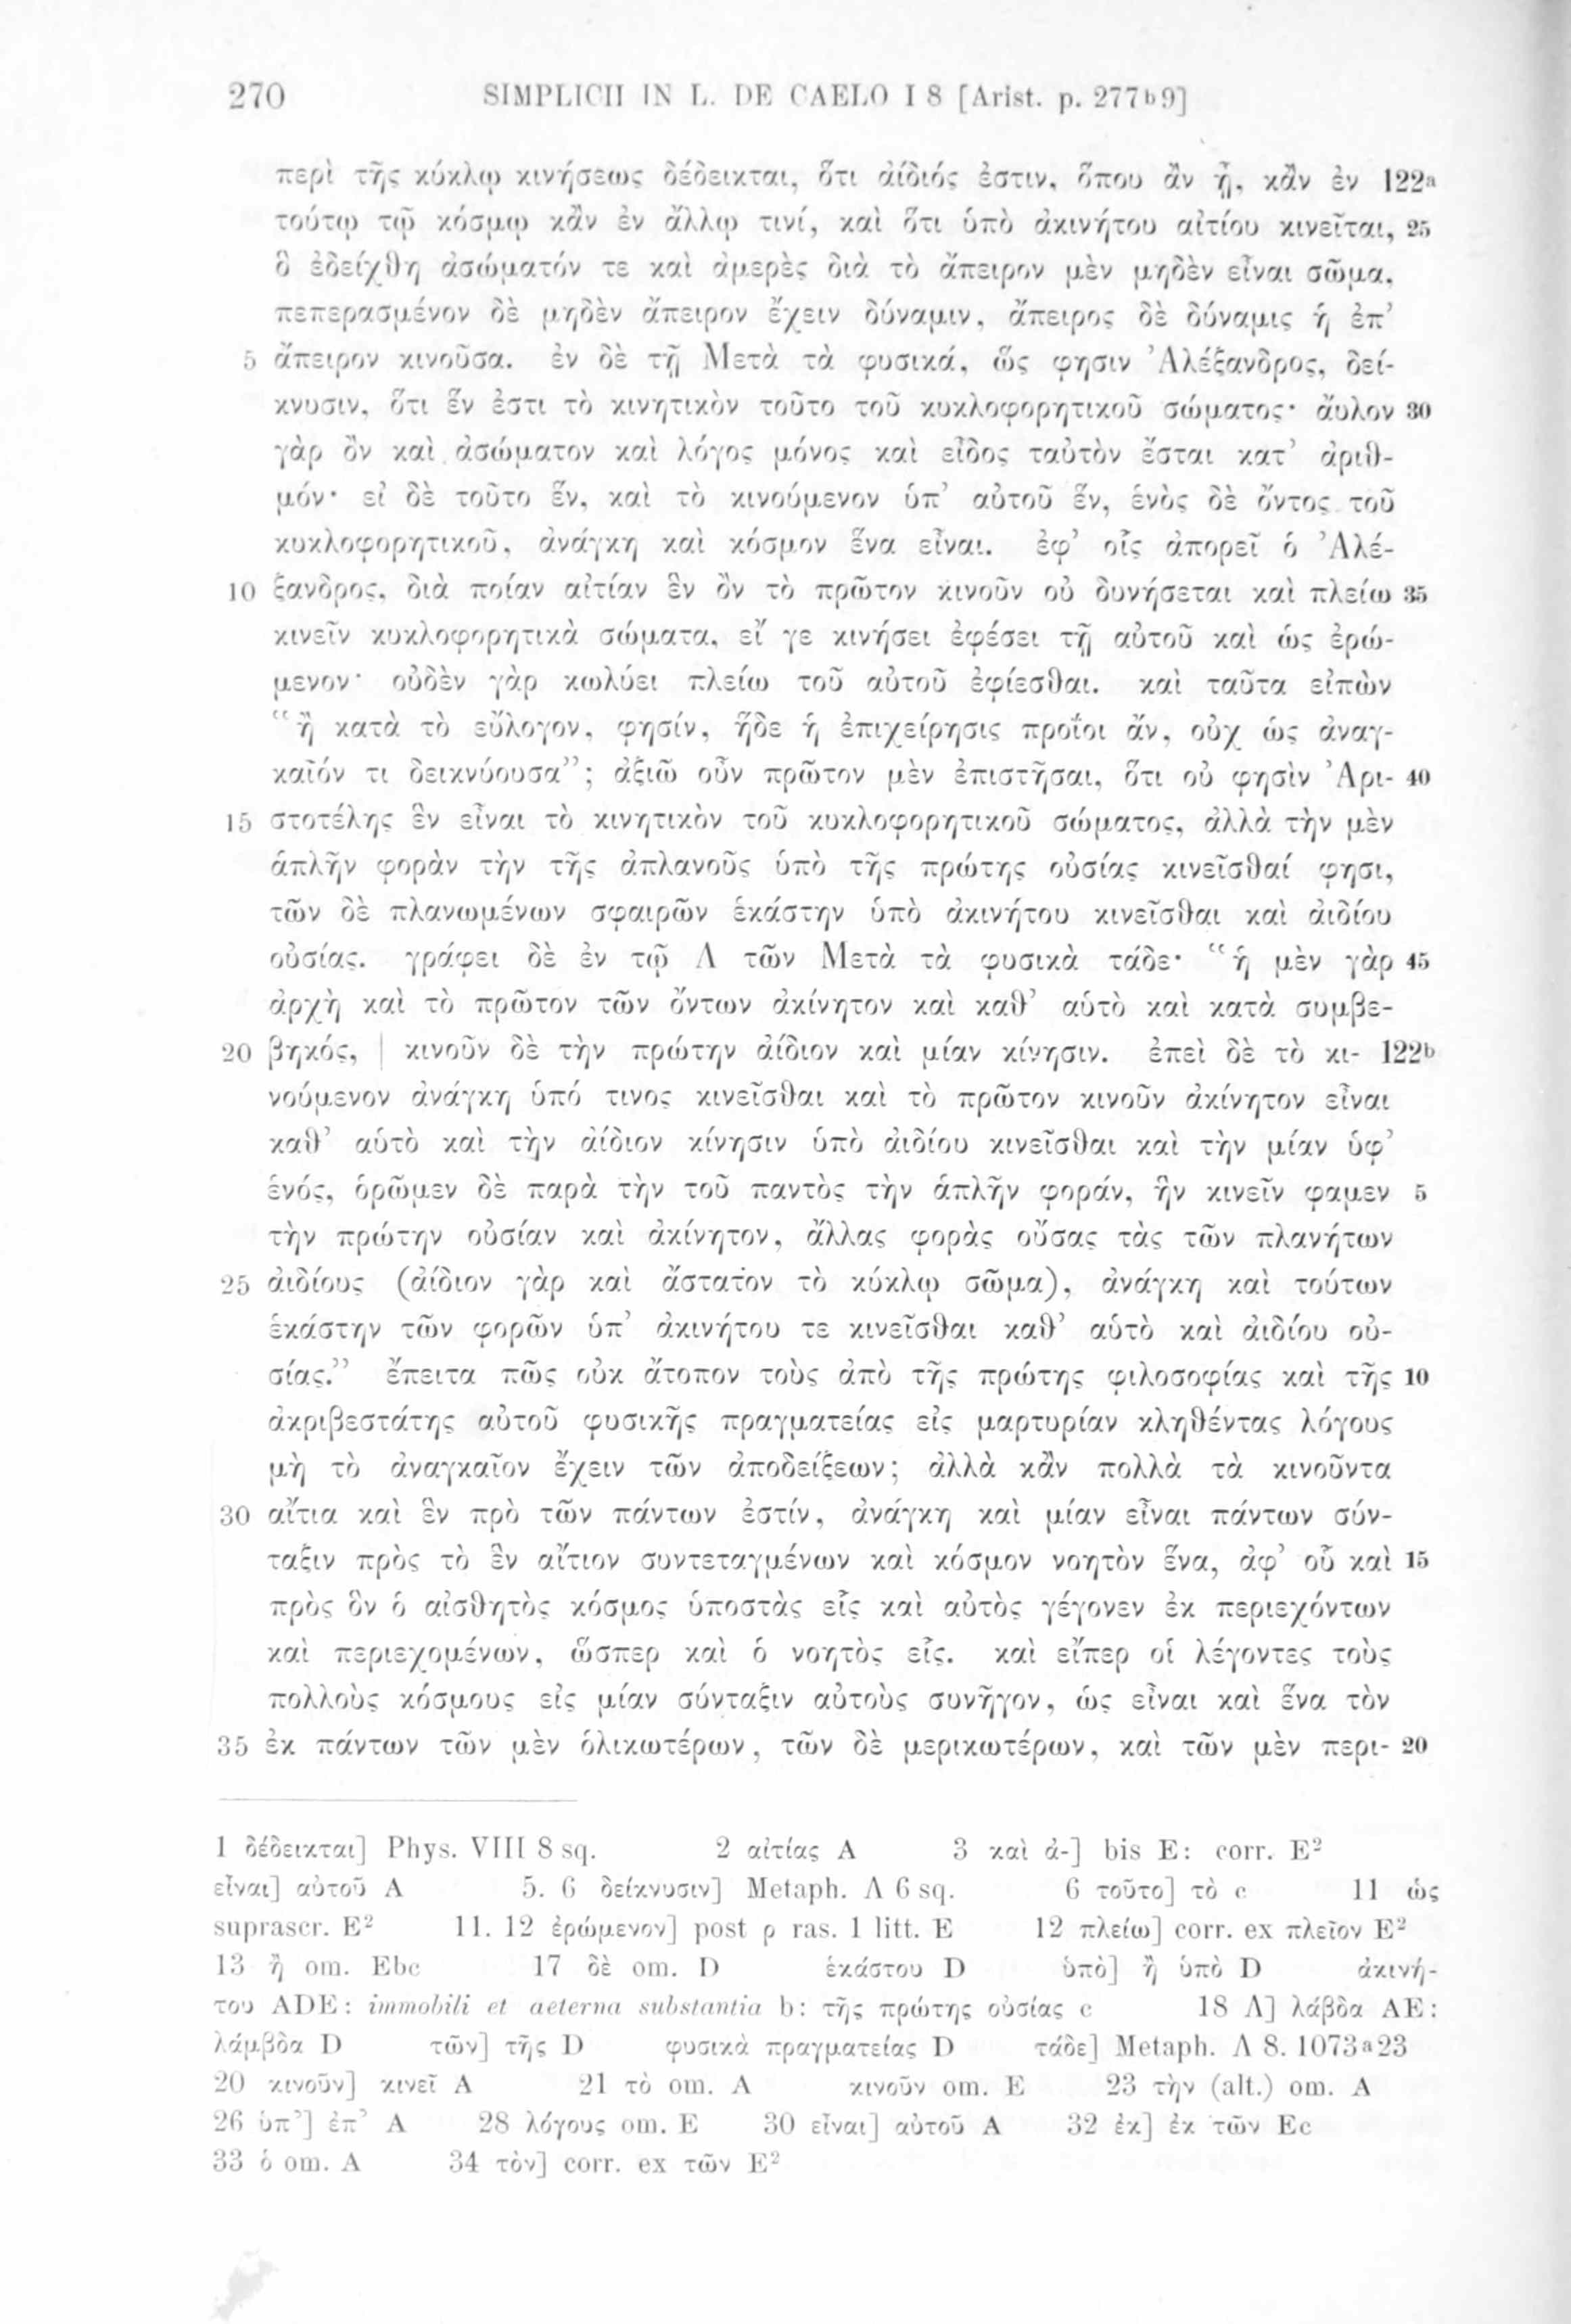 270 SIMPLICII IN L. DE CAELO I 8 [Arist. p. 277b9]
περὶ τῆς κύκλῳ κινήσεως δέδεικται, ὅτι ἀίδιός ἐστιν, ὅπου ἂν ᾖ, κἂν ἐν 122a
τούτῳ τῷ κόσμῳ κἂν ἐν ἄλλῳ τινί, καὶ ὅτι ὑπὸ ἀκινήτου αἰτίου κινεῖται, 25
ὃ ἐδείχθη ἀσώματόν τε καὶ ἀμερὲς διὰ τὸ ἄπειρον μὲν μηδὲν εἶναι σῶμα,
πεπερασμένον δὲ μηδὲν ἄπειρον ἔχειν δύναμιν, ἄπειρος δὲ δύναμις ἡ ἐπ’
5 ἄπειρον κινοῦσα. ἐν δὲ τῇ Μετὰ τὰ φυσικά, ὥς φησιν Ἀλέξανδρος, δεί-
κνυσιν, ὅτι ἕν ἐστι τὸ κινητικὸν τοῦτο τοῦ κυκλοφορητικοῦ σώματος· ἄυλον 30
γὰρ ὂν καὶ ἀσώματον καὶ λόγος μόνος καὶ εἶδος ταὐτὸν ἔσται κατ’ ἀριθ-
μόν· εἰ δὲ τοῦτο ἕν, καὶ τὸ κινούμενον ὑπ’ αὐτοῦ ἕν, ἑνὸς δὲ ὄντος τοῦ
κυκλοφορητικοῦ, ἀνάγκη καὶ κόσμον ἕνα εἶναι. ἐφ’ οἷς ἀπορεῖ ὁ Ἀλέ-
10 ξανδρος, διὰ ποίαν αἰτίαν ἓν ὂν τὸ πρῶτον κινοῦν οὐ δυνήσεται καὶ πλείω 35
κινεῖν κυκλοφορητικὰ σώματα, εἴ γε κινήσει ἐφέσει τῇ αὐτοῦ καὶ ὡς ἐρώ-
μενον· οὐδὲν γὰρ κωλύει πλείω τοῦ αὐτοῦ ἐφίεσθαι. καὶ ταῦτα εἰπὼν
“ἢ κατὰ τὸ εὔλογον, φησίν, ἥδε ἡ ἐπιχείρησις προΐοι ἄν, οὐχ ὡς ἀναγ-
καῖόν τι δεικνύουσα”; ἀξιῶ οὖν πρῶτον μὲν ἐπιστῆσαι, ὅτι οὐ φησὶν Ἀρι- 40
15 στοτέλης ἓν εἶναι τὸ κινητικὸν τοῦ κυκλοφορητικοῦ σώματος, ἀλλὰ τὴν μὲν
ἁπλῆν φορὰν τὴν τῆς ἀπλανοῦς ὑπὸ τῆς πρώτης οὐσίας κινεῖσθαί φησι,
τῶν δὲ πλανωμένων σφαιρῶν ἑκάστην ὑπὸ ἀκινήτου κινεῖσθαι καὶ ἀιδίου
οὐσίας. γράφει δὲ ἐν τῷ Λ τῶν Μετὰ τὰ φυσικὰ τάδε· “ἡ μὲν γὰρ 45
ἀρχὴ καὶ τὸ πρῶτον τῶν ὄντων ἀκίνητον καὶ καθ’ αὑτὸ καὶ κατὰ συμβε-
20 βηκός, | κινοῦν δὲ τὴν πρώτην ἀίδιον καὶ μίαν κίνησιν. ἐπεὶ δὲ τὸ κι- 122b
νούμενον ἀνάγκη ὑπό τινος κινεῖσθαι καὶ τὸ πρῶτον κινοῦν ἀκίνητον εἶναι
καθ’ αὑτὸ καὶ τὴν ἀίδιον κίνησιν ὑπὸ ἀιδίου κινεῖσθαι καὶ τὴν μίαν ὑφ’
ἑνός, ὁρῶμεν δὲ παρὰ τὴν τοῦ παντὸς τὴν ἁπλῆν φοράν, ἣν κινεῖν φαμεν 5
τὴν πρώτην οὐσίαν καὶ ἀκίνητον, ἄλλας φορὰς οὔσας τὰς τῶν πλανήτων
25 ἀιδίους (ἀίδιον γὰρ καὶ ἄστατον τὸ κύκλῳ σῶμα), ἀνάγκη καὶ τούτων
ἑκάστην τῶν φορῶν ὑπ’ ἀκινήτου τε κινεῖσθαι καθ’ αὑτὸ καὶ ἀιδίου οὐ-
σίας.” ἔπειτα πῶς οὐκ ἄτοπον τοὺς ἀπὸ τῆς πρώτης φιλοσοφίας καὶ τῆς 10
ἀκριβεστάτης αὐτοῦ φυσικῆς πραγματείας εἰς μαρτυρίαν κληθέντας λόγους
μὴ τὸ ἀναγκαῖον ἔχειν τῶν ἀποδείξεων; ἀλλὰ κἂν πολλὰ τὰ κινοῦντα
30 αἴτια καὶ ἓν πρὸ τῶν πάντων ἐστίν, ἀνάγκη καὶ μίαν εἶναι πάντων σύν-
ταξιν πρὸς τὸ ἓν αἴτιον συντεταγμένων καὶ κόσμον νοητὸν ἕνα, ἀφ’ οὗ καὶ 15
πρὸς ὃν ὁ αἰσθητὸς κόσμος ὑποστὰς εἷς καὶ αὐτὸς γέγονεν ἐκ περιεχόντων
καὶ περιεχομένων, ὥσπερ καὶ ὁ νοητὸς εἷς. καὶ εἴπερ οἱ λέγοντες τοὺς
πολλοὺς κόσμους εἰς μίαν σύνταξιν αὐτοὺς συνῆγον, ὡς εἶναι καὶ ἕνα τὸν
35 ἐκ πάντων τῶν μὲν ὁλικωτέρων, τῶν δὲ μερικωτέρων, καὶ τῶν μὲν περι- 20
1 δέδεικται] Phys. VIII 8 sq. 2 αἰτίας A 3 καὶ ἀ-] bis E: corr. E²
εἶναι] αὐτοῦ A 5. 6 δείκνυσιν] Metaph. Λ 6 sq. 6 τοῦτο] τὸ c 11 ὡς
suprascr. E² 11. 12 ἐρώμενον] post ρ ras. 1 litt. E 12 πλείω] corr. ex πλεῖον E²
13 ἢ om. Ebc 17 δὲ om. D ἑκάστου D ὑπὸ] ἢ ὑπὸ D ἀκινή-
του ADE: immobili et aeterna substantia b: τῆς πρώτης οὐσίας c 18 Λ] λάβδα AE:
λάμβδα D τῶν] τῆς D φυσικὰ πραγματείας D τάδε] Metaph. Λ 8. 1073a23
20 κινοῦν] κινεῖ A 21 τὸ om. A κινοῦν om. E 23 τὴν (alt.) om. A
26 ὑπ’] ἐπ’ A 28 λόγους om. E 30 εἶναι] αὐτοῦ A 32 ἐκ] ἐκ τῶν Ec
33 ὁ om. A 34 τὸν] corr. ex τῶν E²